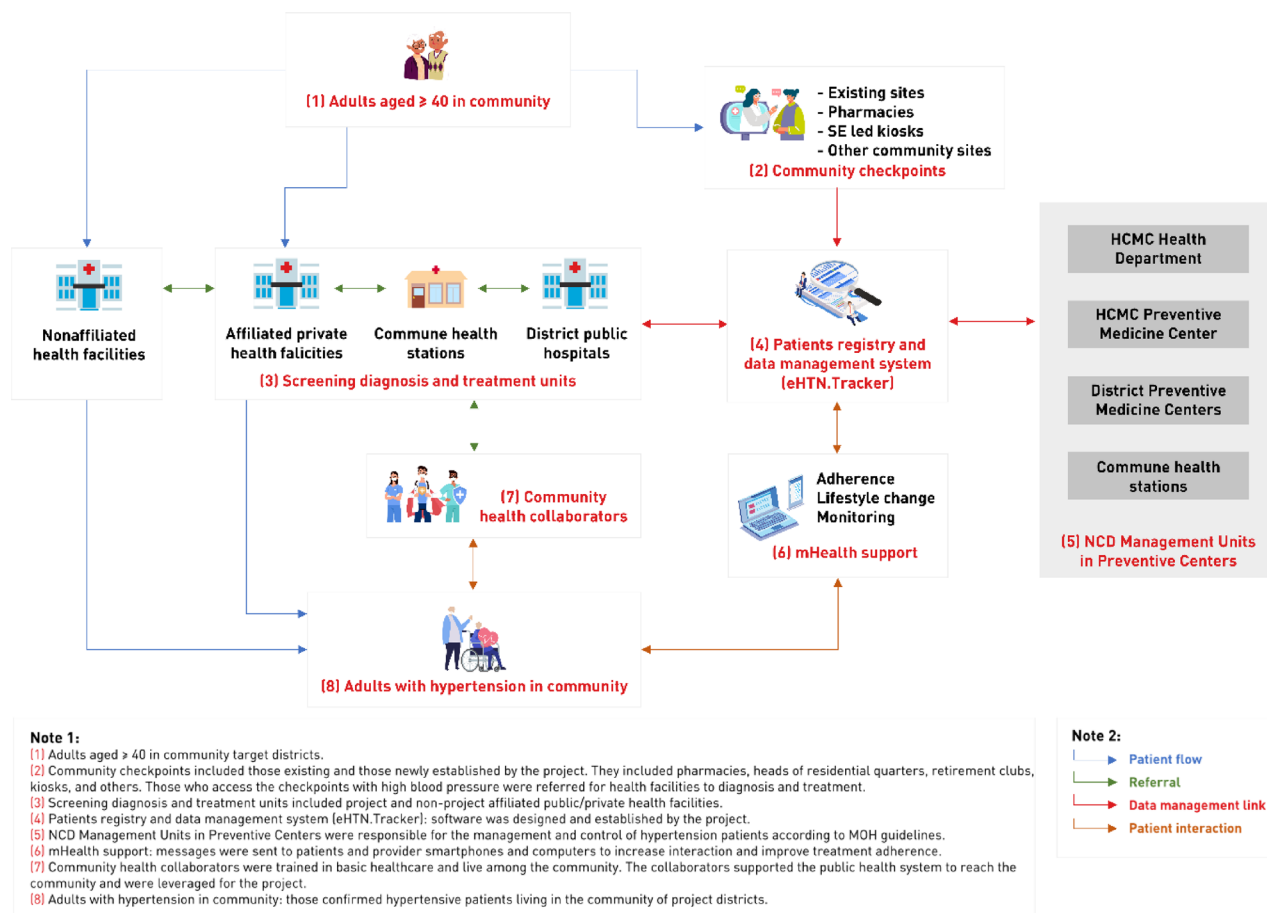 (1) Adults aged ≥ 40 in community
- Existing sites
- Pharmacies
- SE led kiosks
- Other community sites
(2) Community checkpoints
Nonaffiliated
health facilities
Affiliated private
health falicities
Commune health
stations
District public
hospitals
(3) Screening diagnosis and treatment units
(4) Patients registry and
data management system
(eHTN.Tracker)
HCMC Health
Department
HCMC Preventive
Medicine Center
District Preventive
Medicine Centers
Commune health
stations
(5) NCD Management Units
in Preventive Centers
(7) Community
health collaborators
Adherence
Lifestyle change
Monitoring
(6) mHealth support
(8) Adults with hypertension in community
Note 1:
(1) Adults aged ≥ 40 in community target districts.
(2) Community checkpoints included those existing and those newly established by the project. They included pharmacies, heads of residential quarters, retirement clubs,
kiosks, and others. Those who access the checkpoints with high blood pressure were referred for health facilities to diagnosis and treatment.
(3) Screening diagnosis and treatment units included project and non-project affiliated public/private health facilities.
(4) Patients registry and data management system (eHTN.Tracker): software was designed and established by the project.
(5) NCD Management Units in Preventive Centers were responsible for the management and control of hypertension patients according to MOH guidelines.
(6) mHealth support: messages were sent to patients and provider smartphones and computers to increase interaction and improve treatment adherence.
(7) Community health collaborators were trained in basic healthcare and live among the community. The collaborators supported the public health system to reach the
community and were leveraged for the project.
(8) Adults with hypertension in community: those confirmed hypertensive patients living in the community of project districts.
Note 2:
Patient flow
Referral
Data management link
Patient interaction